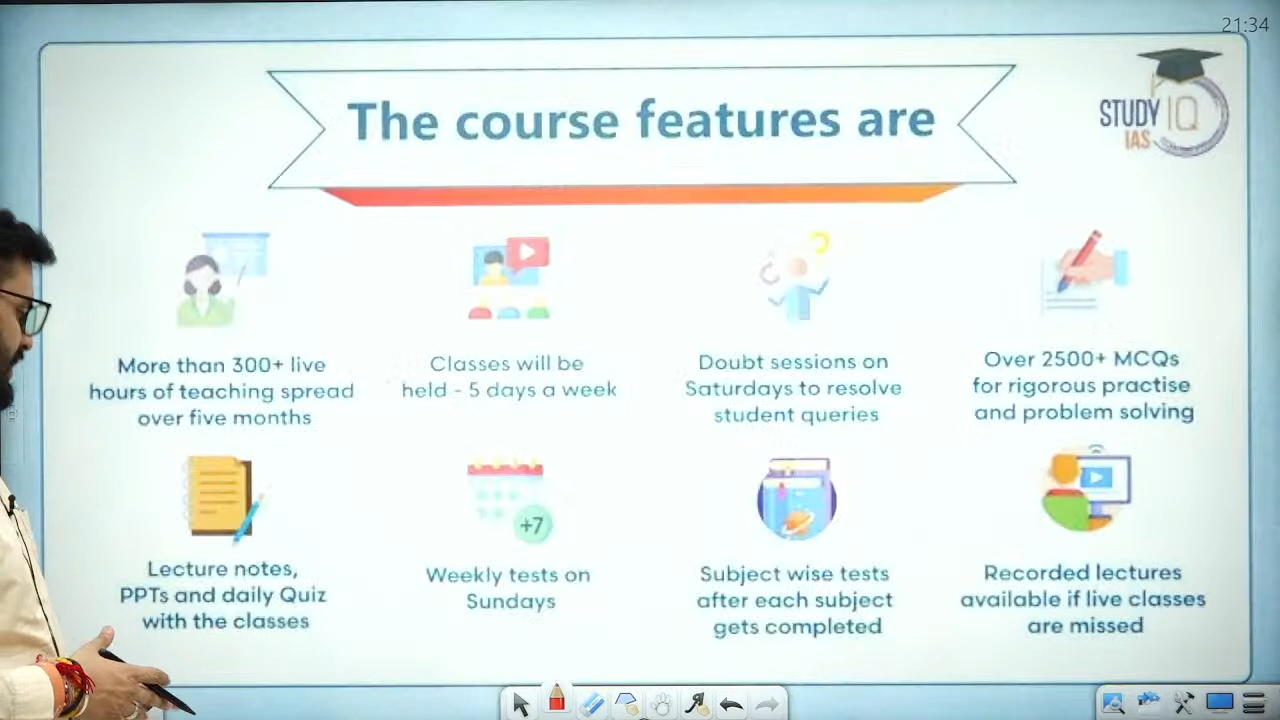 21:34
The course features are
STUDY IQ
IAS
More than 300+ live
hours of teaching spread
over five months
Classes will be
held - 5 days a week
Doubt sessions on
Saturdays to resolve
student queries
Over 2500+ MCQs
for rigorous practise
and problem solving
Lecture notes,
PPTs and daily Quiz
with the classes
+7
Weekly tests on
Sundays
Subject wise tests
after each subject
gets completed
Recorded lectures
available if live classes
are missed